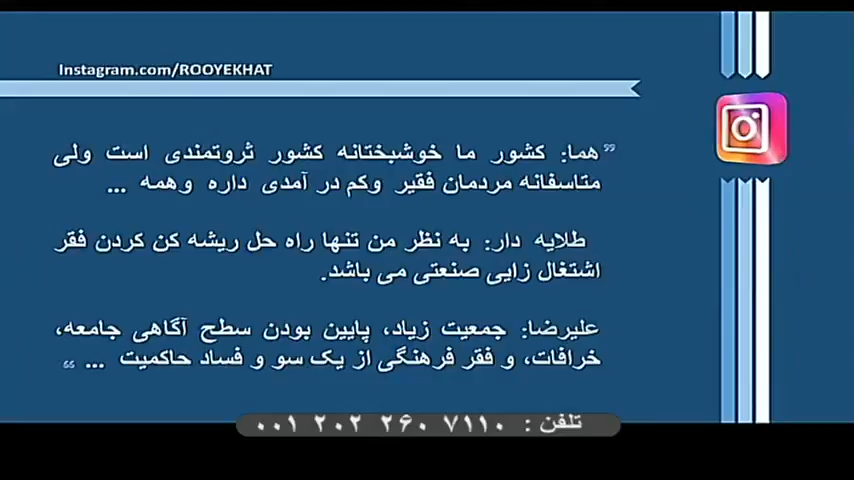 Instagram.com/ROOYEKHAT
"هما: کشور ما خوشبختانه کشور ثروتمندی است ولی
متاسفانه مردمان فقیر وکم در آمدی داره وهمه ...
طلایه دار: به نظر من تنها راه حل ریشه کن کردن فقر
اشتغال زایی صنعتی می باشد.
علیرضا: جمعیت زیاد، پایین بودن سطح آگاهی جامعه،
خرافات، و فقر فرهنگی از یک سو و فساد حاکمیت ... "
تلفن : ۰۰۱ ۲۰۲ ۲۶۰ ۷۱۱۰